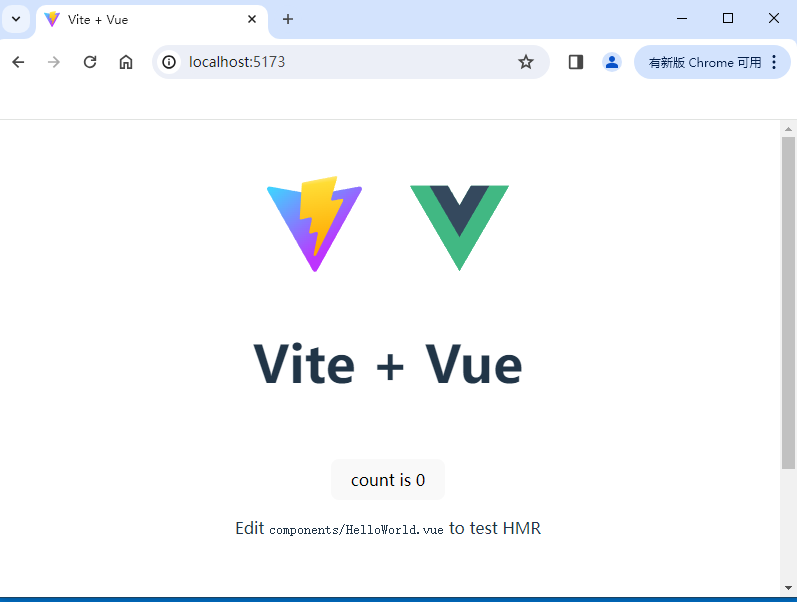 Vite + Vue
localhost:5173
有新版 Chrome 可用
Vite + Vue
count is 0
Edit components/HelloWorld.vue to test HMR